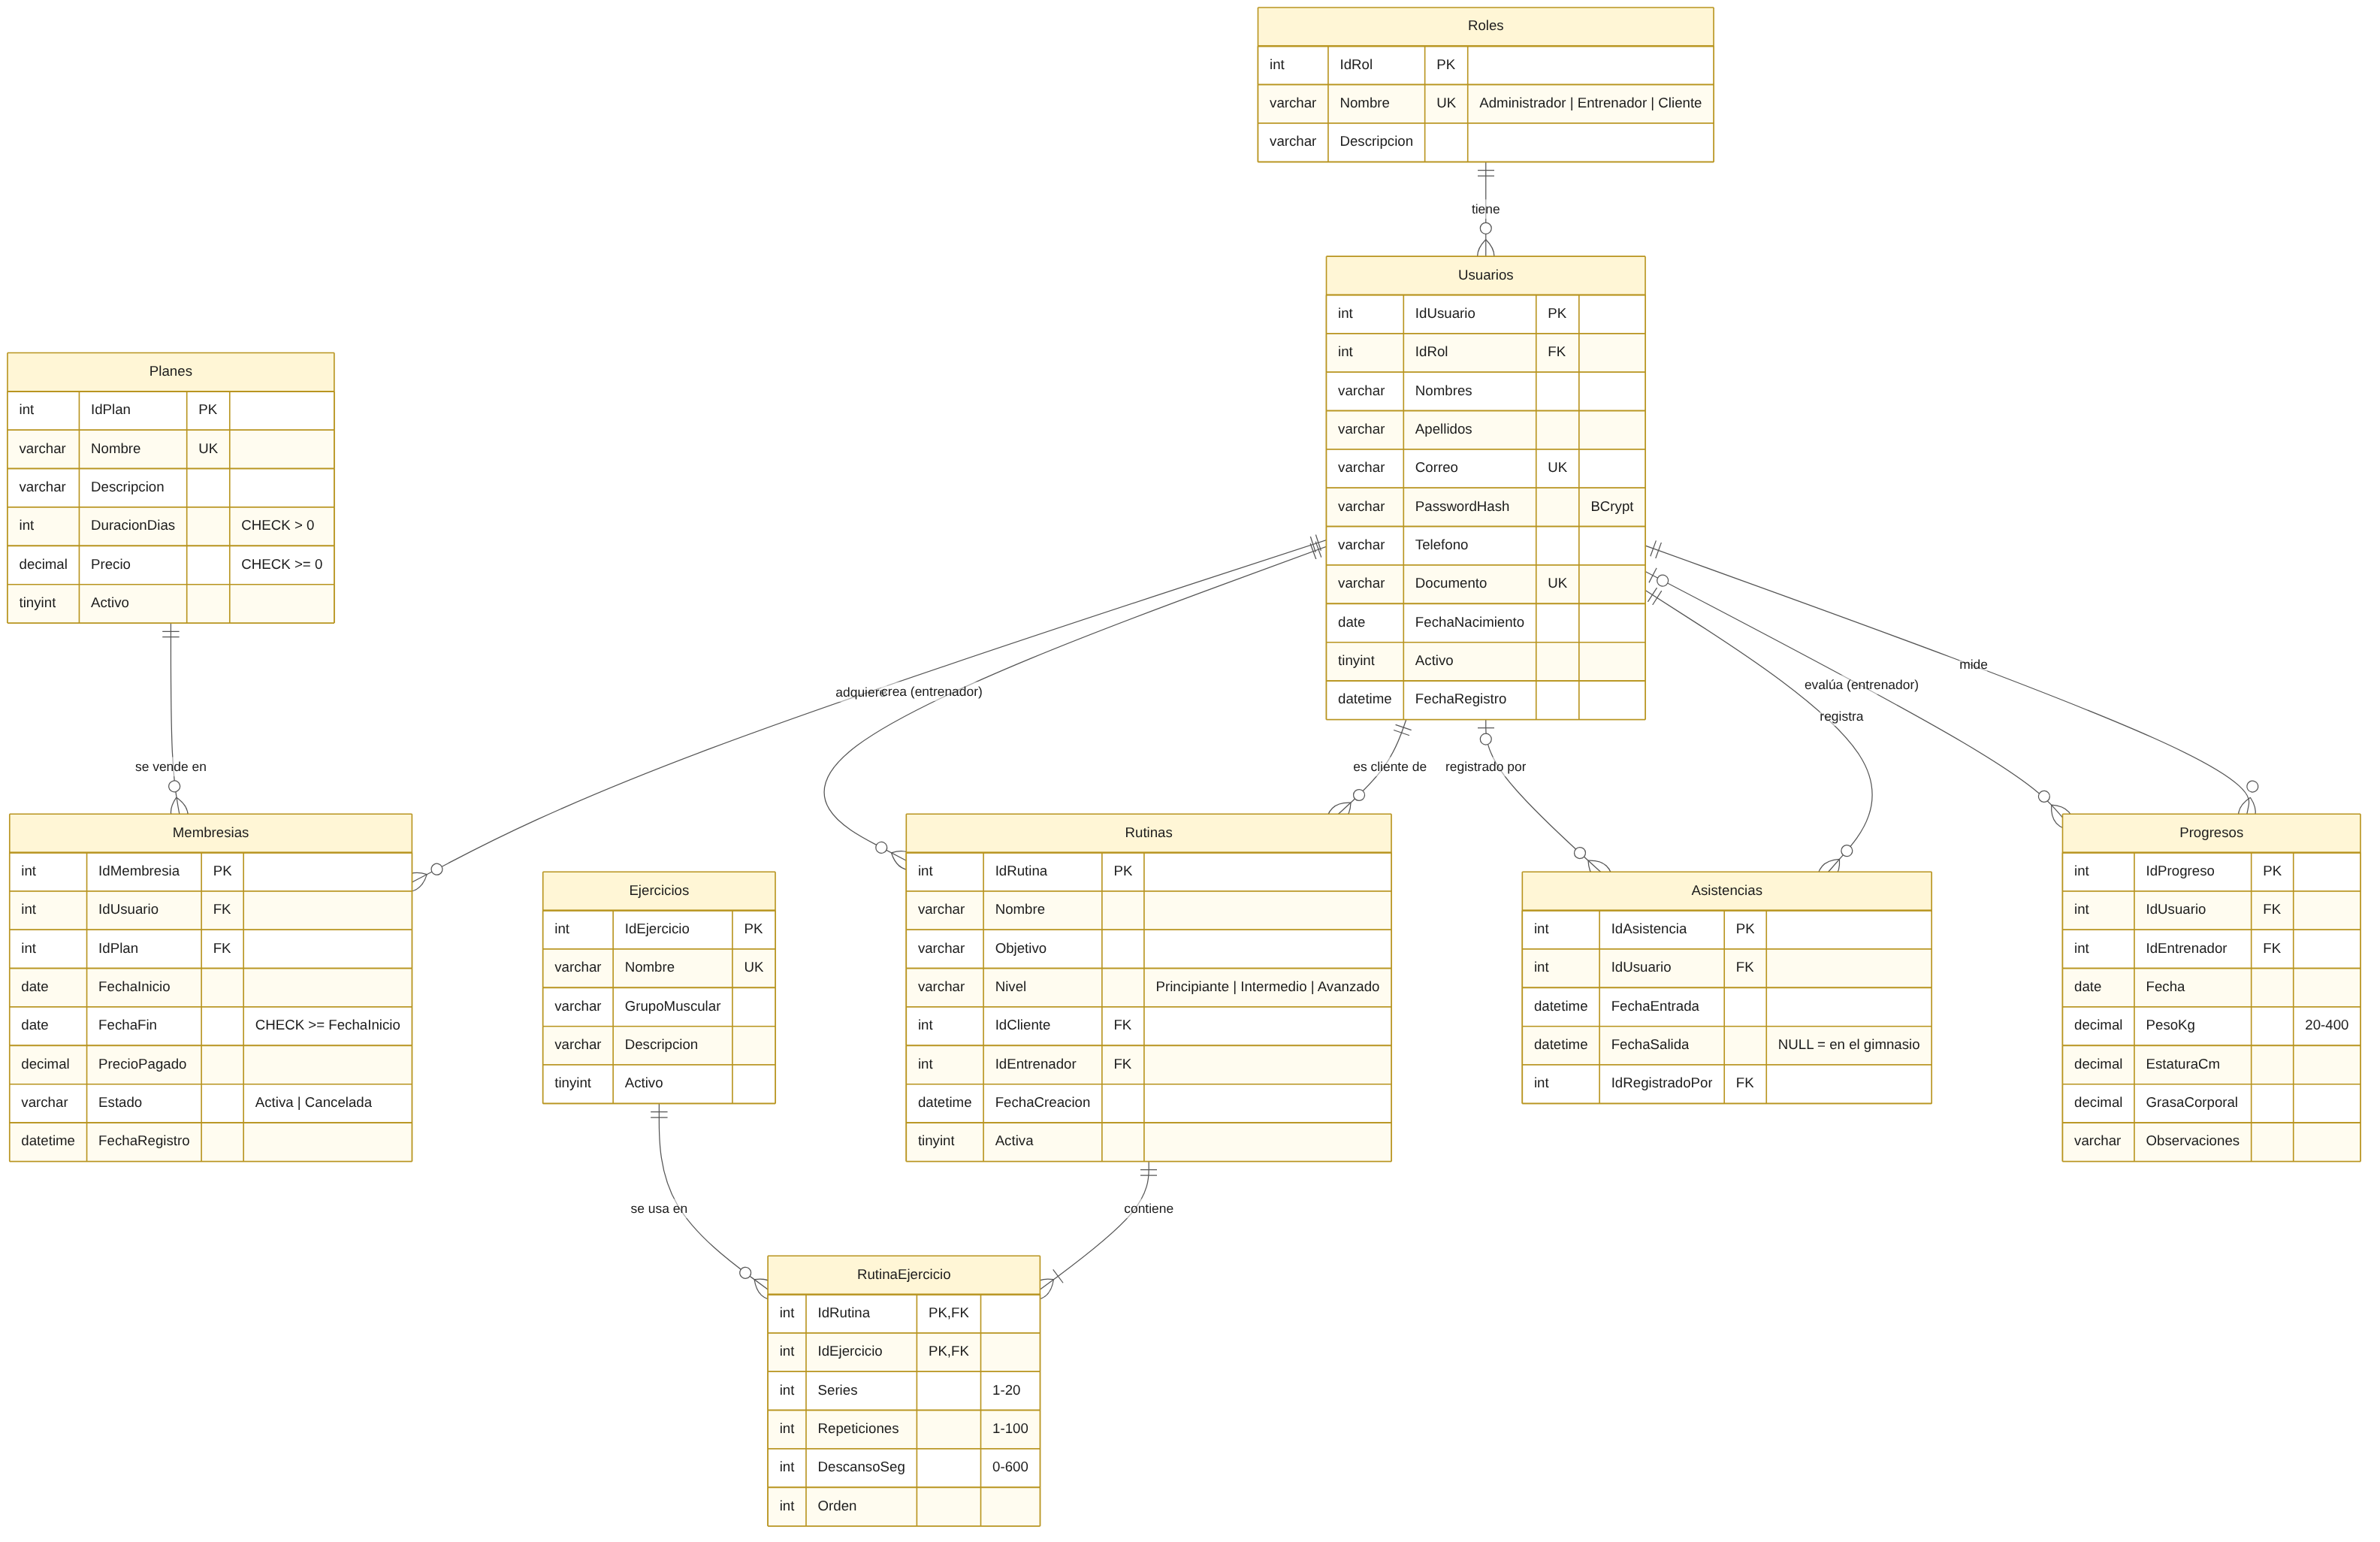 Roles
int IdRol PK
varchar Nombre UK Administrador | Entrenador | Cliente
varchar Descripcion
tiene
Usuarios
int IdUsuario PK
int IdRol FK
varchar Nombres
varchar Apellidos
varchar Correo UK
varchar PasswordHash BCrypt
varchar Telefono
varchar Documento UK
date FechaNacimiento
tinyint Activo
datetime FechaRegistro
Planes
int IdPlan PK
varchar Nombre UK
varchar Descripcion
int DuracionDias CHECK > 0
decimal Precio CHECK >= 0
tinyint Activo
se vende en
adquiere
crea (entrenador)
es cliente de
registrado por
registra
evalúa (entrenador)
mide
Membresias
int IdMembresia PK
int IdUsuario FK
int IdPlan FK
date FechaInicio
date FechaFin CHECK >= FechaInicio
decimal PrecioPagado
varchar Estado Activa | Cancelada
datetime FechaRegistro
Ejercicios
int IdEjercicio PK
varchar Nombre UK
varchar GrupoMuscular
varchar Descripcion
tinyint Activo
Rutinas
int IdRutina PK
varchar Nombre
varchar Objetivo
varchar Nivel Principiante | Intermedio | Avanzado
int IdCliente FK
int IdEntrenador FK
datetime FechaCreacion
tinyint Activa
Asistencias
int IdAsistencia PK
int IdUsuario FK
datetime FechaEntrada
datetime FechaSalida NULL = en el gimnasio
int IdRegistradoPor FK
Progresos
int IdProgreso PK
int IdUsuario FK
int IdEntrenador FK
date Fecha
decimal PesoKg 20-400
decimal EstaturaCm
decimal GrasaCorporal
varchar Observaciones
se usa en
contiene
RutinaEjercicio
int IdRutina PK,FK
int IdEjercicio PK,FK
int Series 1-20
int Repeticiones 1-100
int DescansoSeg 0-600
int Orden